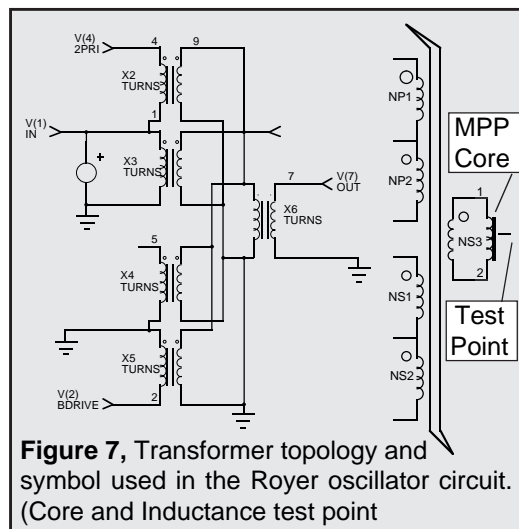 V(4)
2PRI
4
9
X2
TURNS
V(1)
IN
1
+
X3
TURNS
7
V(7)
OUT
X6
TURNS
5
X4
TURNS
X5
TURNS
V(2)
BDRIVE
2
NP1
NP2
NS1
NS2
MPP
Core
1
NS3
2
Test
Point
Figure 7, Transformer topology and
symbol used in the Royer oscillator circuit.
(Core and Inductance test point